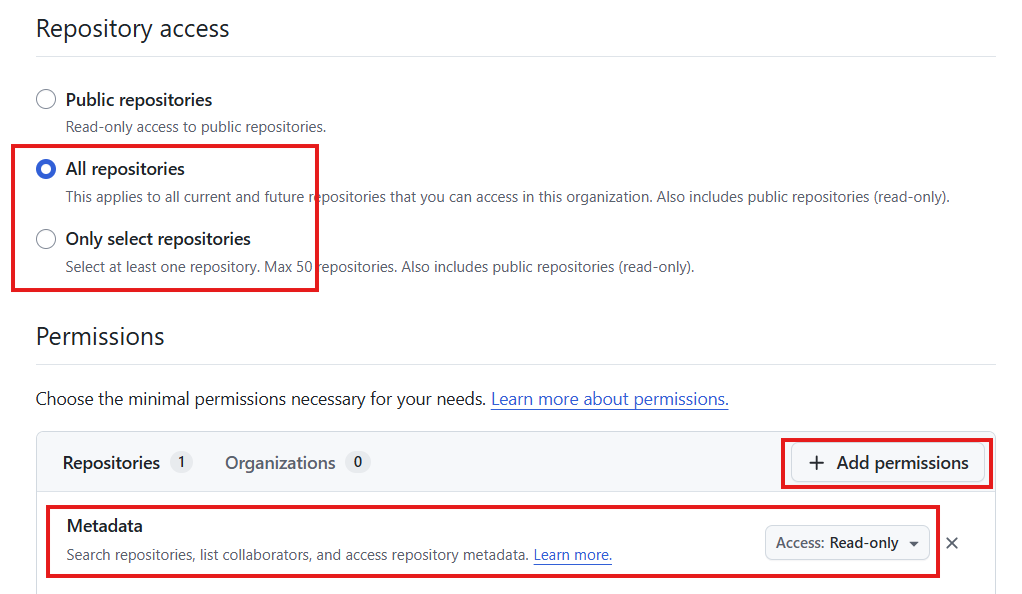 Repository access
Public repositories
Read-only access to public repositories.
All repositories
This applies to all current and future repositories that you can access in this organization. Also includes public repositories (read-only).
Only select repositories
Select at least one repository. Max 50 repositories. Also includes public repositories (read-only).
Permissions
Choose the minimal permissions necessary for your needs. Learn more about permissions.
Repositories 1 Organizations 0 + Add permissions
Metadata
Search repositories, list collaborators, and access repository metadata. Learn more.
Access: Read-only